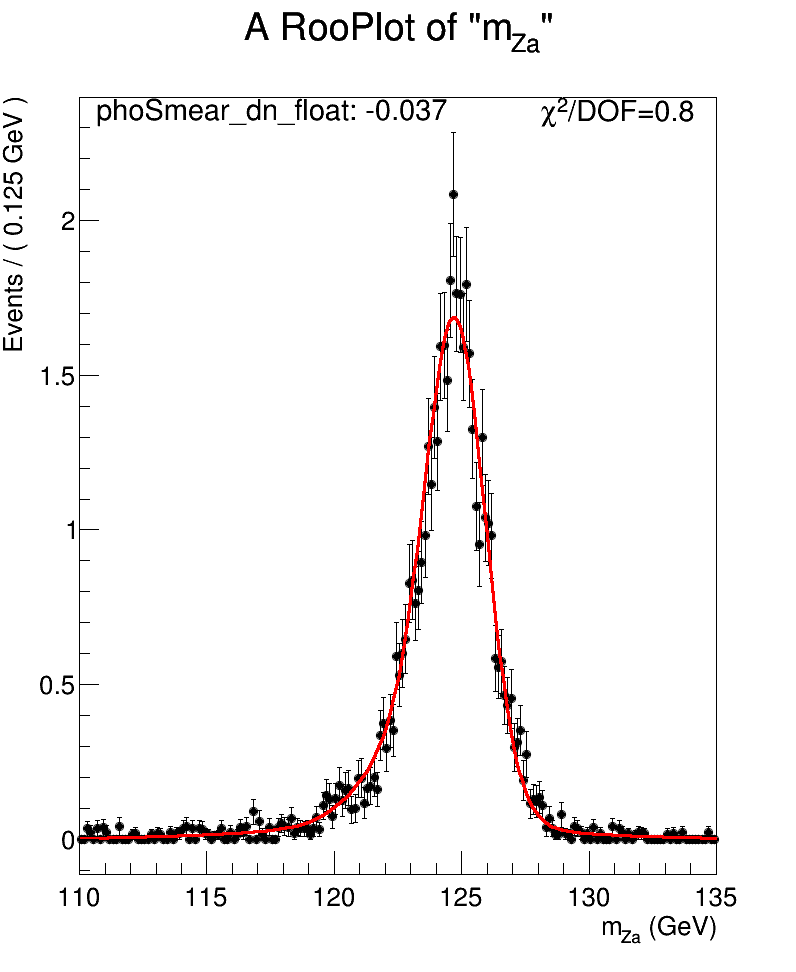 A RooPlot of "m_Za"
phoSmear_dn_float: -0.037 χ²/DOF=0.8
Events / ( 0.125 GeV )
2
1.5
1
0.5
0
110 115 120 125 130 135
m_Za (GeV)